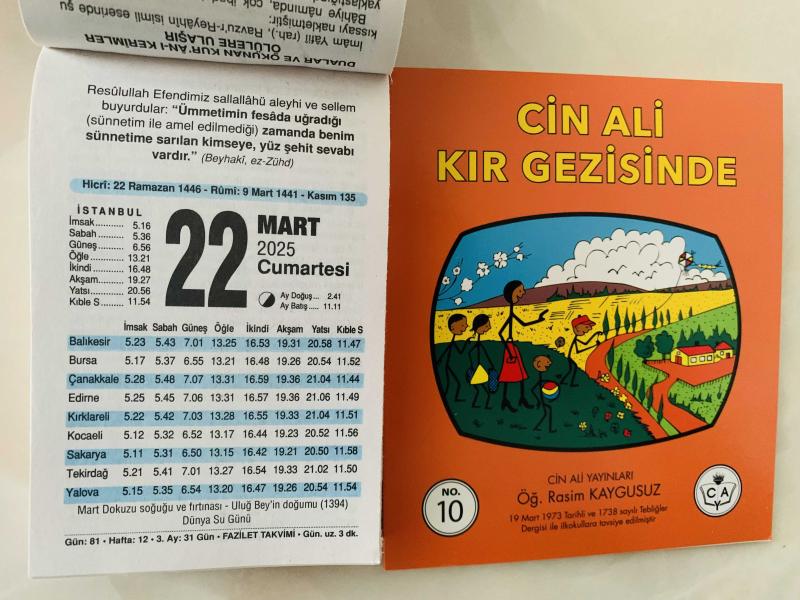 DUALAR VE OKUNAN KUR'ÂN-I KERİMLER
ÖLÜLERE ULAŞIR
İmâm Yâfiî (rah.), Ravzu'r-Reyâhîn isimli eserinde
kıssayı nakletmiştir:
Bâhiye nâmında, çok
Resûlullah Efendimiz sallallâhü aleyhi ve sellem
buyurdular: “Ümmetimin fesâda uğradığı
(sünnetim ile amel edilmediği) zamanda benim
sünnetime sarılan kimseye, yüz şehit sevabı
vardır.” (Beyhakî, ez-Zühd)
Hicrî: 22 Ramazan 1446 - Rûmî: 9 Mart 1441 - Kasım 135
İSTANBUL
İmsak........... 5.16
Sabah .......... 5.36
Güneş.......... 6.56
Öğle ............ 13.21
İkindi ........... 16.48
Akşam......... 19.27
Yatsı............ 20.56
Kıble S ........ 11.54
22
MART
2025
Cumartesi
Ay Doğuş... 2.41
Ay Batış..... 11.11
İmsak Sabah Güneş Öğle İkindi Akşam Yatsı Kıble S
Balıkesir 5.23 5.43 7.01 13.25 16.53 19.31 20.58 11.47
Bursa 5.17 5.37 6.55 13.21 16.48 19.26 20.54 11.52
Çanakkale 5.28 5.48 7.07 13.31 16.59 19.36 21.04 11.44
Edirne 5.25 5.45 7.06 13.31 16.57 19.36 21.06 11.49
Kırklareli 5.22 5.42 7.03 13.28 16.55 19.33 21.04 11.51
Kocaeli 5.12 5.32 6.52 13.17 16.44 19.23 20.52 11.56
Sakarya 5.11 5.31 6.50 13.15 16.42 19.21 20.50 11.58
Tekirdağ 5.21 5.41 7.01 13.27 16.54 19.33 21.02 11.50
Yalova 5.15 5.35 6.54 13.20 16.47 19.26 20.54 11.54
Mart Dokuzu soğuğu ve fırtınası - Uluğ Bey'in doğumu (1394)
Dünya Su Günü
Gün: 81 • Hafta: 12 • 3. Ay: 31 Gün • FAZİLET TAKVİMİ • Gün. uz. 3 dk.
CİN ALİ
KIR GEZİSİNDE
CİN ALİ YAYINLARI
Öğ. Rasim KAYGUSUZ
19 Mart 1973 Tarihli ve 1738 sayılı Tebliğler
Dergisi ile ilkokullara tavsiye edilmiştir
NO.
10
C A
Y